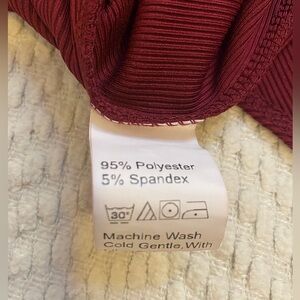 95% Polyester
5% Spandex
30°
Machine Wash
Cold Gentle, With